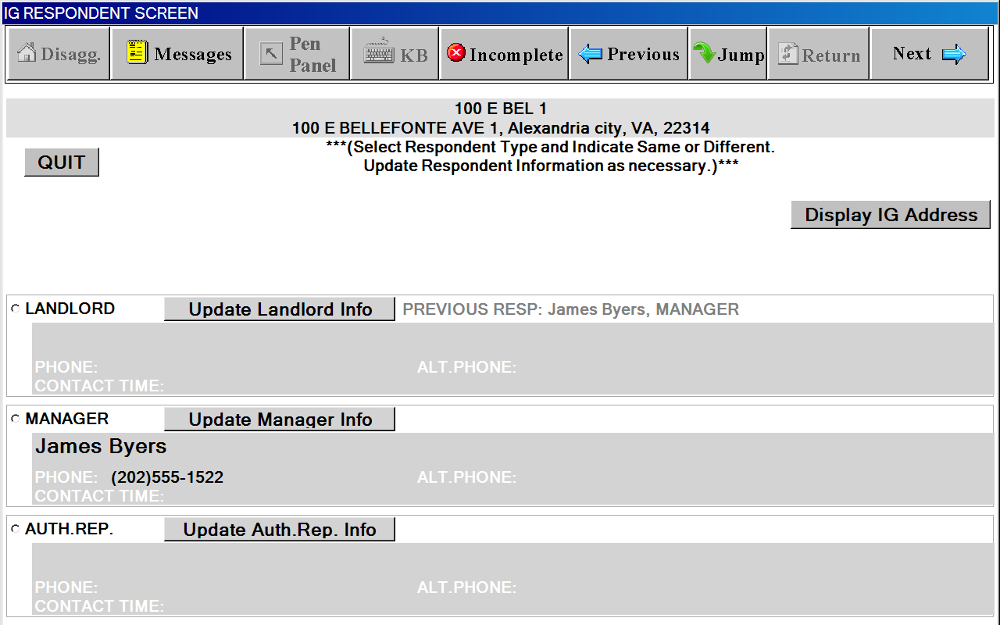 IG RESPONDENT SCREEN
Disagg. Messages Pen Panel KB Incomplete Previous Jump Return Next
100 E BEL 1
100 E BELLEFONTE AVE 1, Alexandria city, VA, 22314
***(Select Respondent Type and Indicate Same or Different.
QUIT Update Respondent Information as necessary.)***
Display IG Address
LANDLORD Update Landlord Info PREVIOUS RESP: James Byers, MANAGER
PHONE: ALT.PHONE:
CONTACT TIME:
MANAGER Update Manager Info
James Byers
PHONE: (202)555-1522 ALT.PHONE:
CONTACT TIME:
AUTH.REP. Update Auth.Rep. Info
PHONE: ALT.PHONE:
CONTACT TIME: